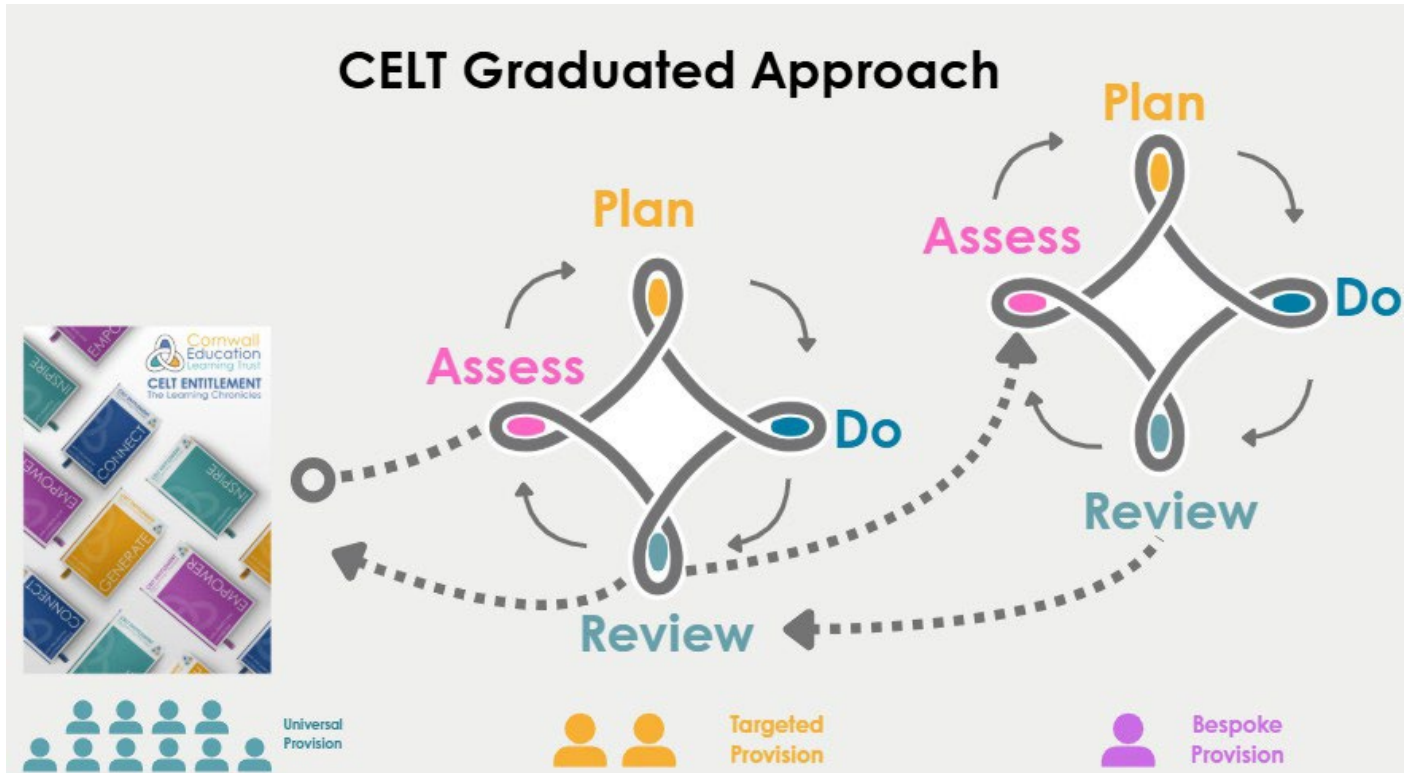 CELT Graduated Approach
Plan
Assess
Do
Review
Plan
Assess
Do
Review
Cornwall
Education
Learning Trust
CELT ENTITLEMENT
The Learning Chronicles
EMPO
INSPIRE
CONNECT
INSPIRE
EMPOWER
GENERATE
EMPOWER
CONNECT
Universal
Provision
Targeted
Provision
Bespoke
Provision